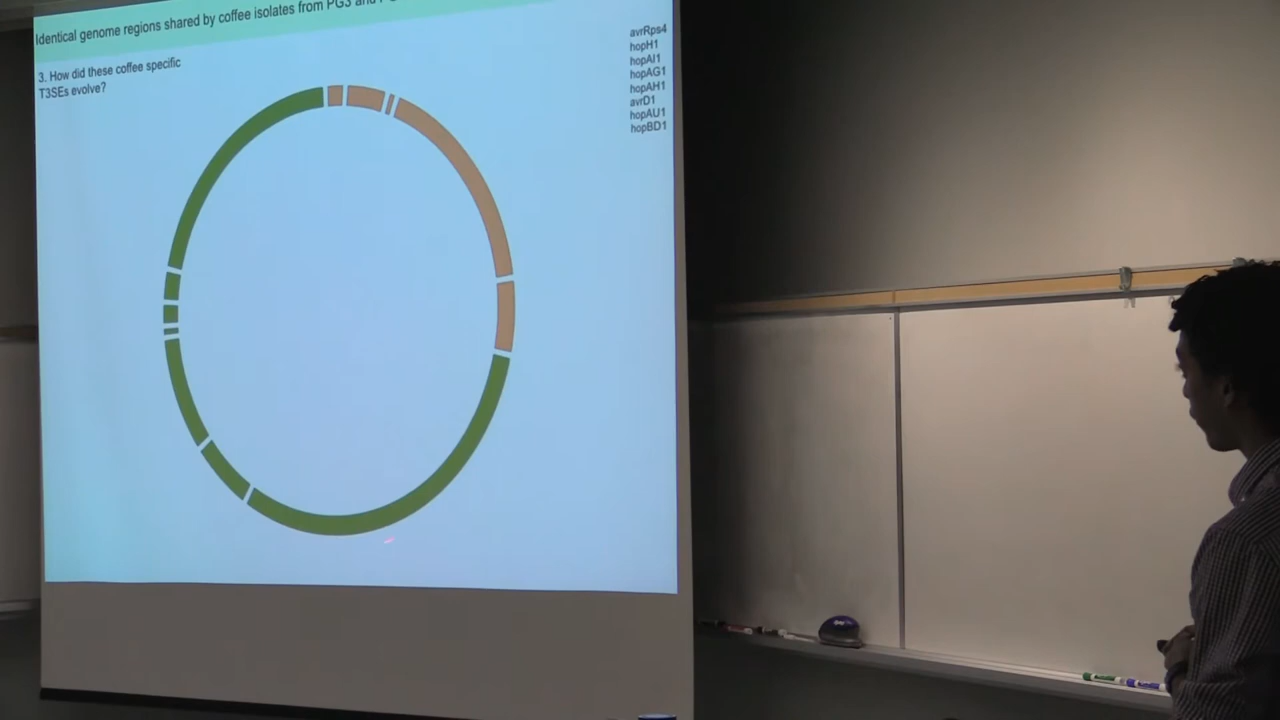 Identical genome regions shared by coffee isolates from PG3 and
3. How did these coffee specific
T3SEs evolve?
avrRps4
hopH1
hopAI1
hopAG1
hopAH1
avrD1
hopAU1
hopBD1